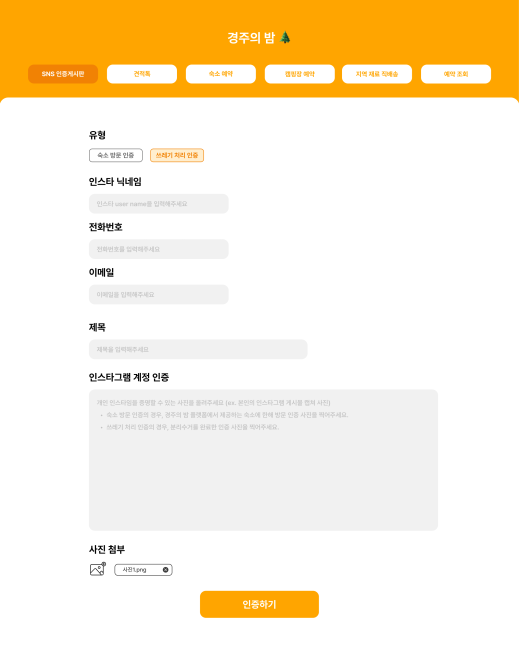 경주의 밤
SNS 인증게시판
견적톡
숙소 예약
캠핑장 예약
지역 제로 직배송
예약 조회
유형
숙소 방문 인증
쓰레기 처리 인증
인스타 닉네임
인스타 user name을 입력해주세요
전화번호
전화번호를 입력해주세요
이메일
이메일을 입력해주세요
제목
제목을 입력해주세요
인스타그램 계정 인증
개인 인스타임을 증명할 수 있는 사진을 올려주세요 (ex. 본인의 인스타그램 게시물 캡처 사진)
• 숙소 방문 인증의 경우, 경주의 밤 플랫폼에서 제공하는 숙소에 한해 방문 인증 사진을 찍어주세요.
• 쓰레기 처리 인증의 경우, 분리수거를 완료한 인증 사진을 찍어주세요.
사진 첨부
사진1.png
인증하기